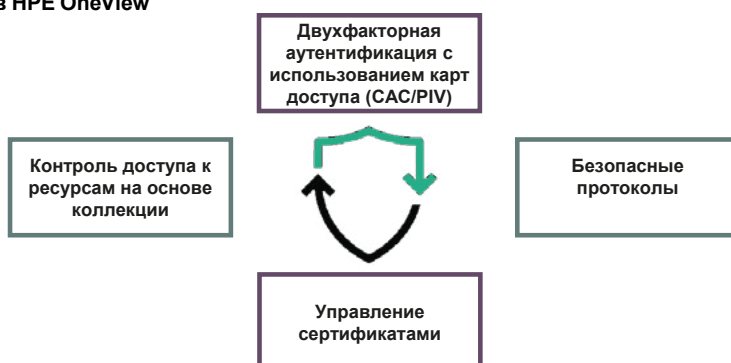 в HPE OneView
Двухфакторная
аутентификация с
использованием карт
доступа (CAC/PIV)
Контроль доступа к
ресурсам на основе
коллекции
Безопасные
протоколы
Управление
сертификатами